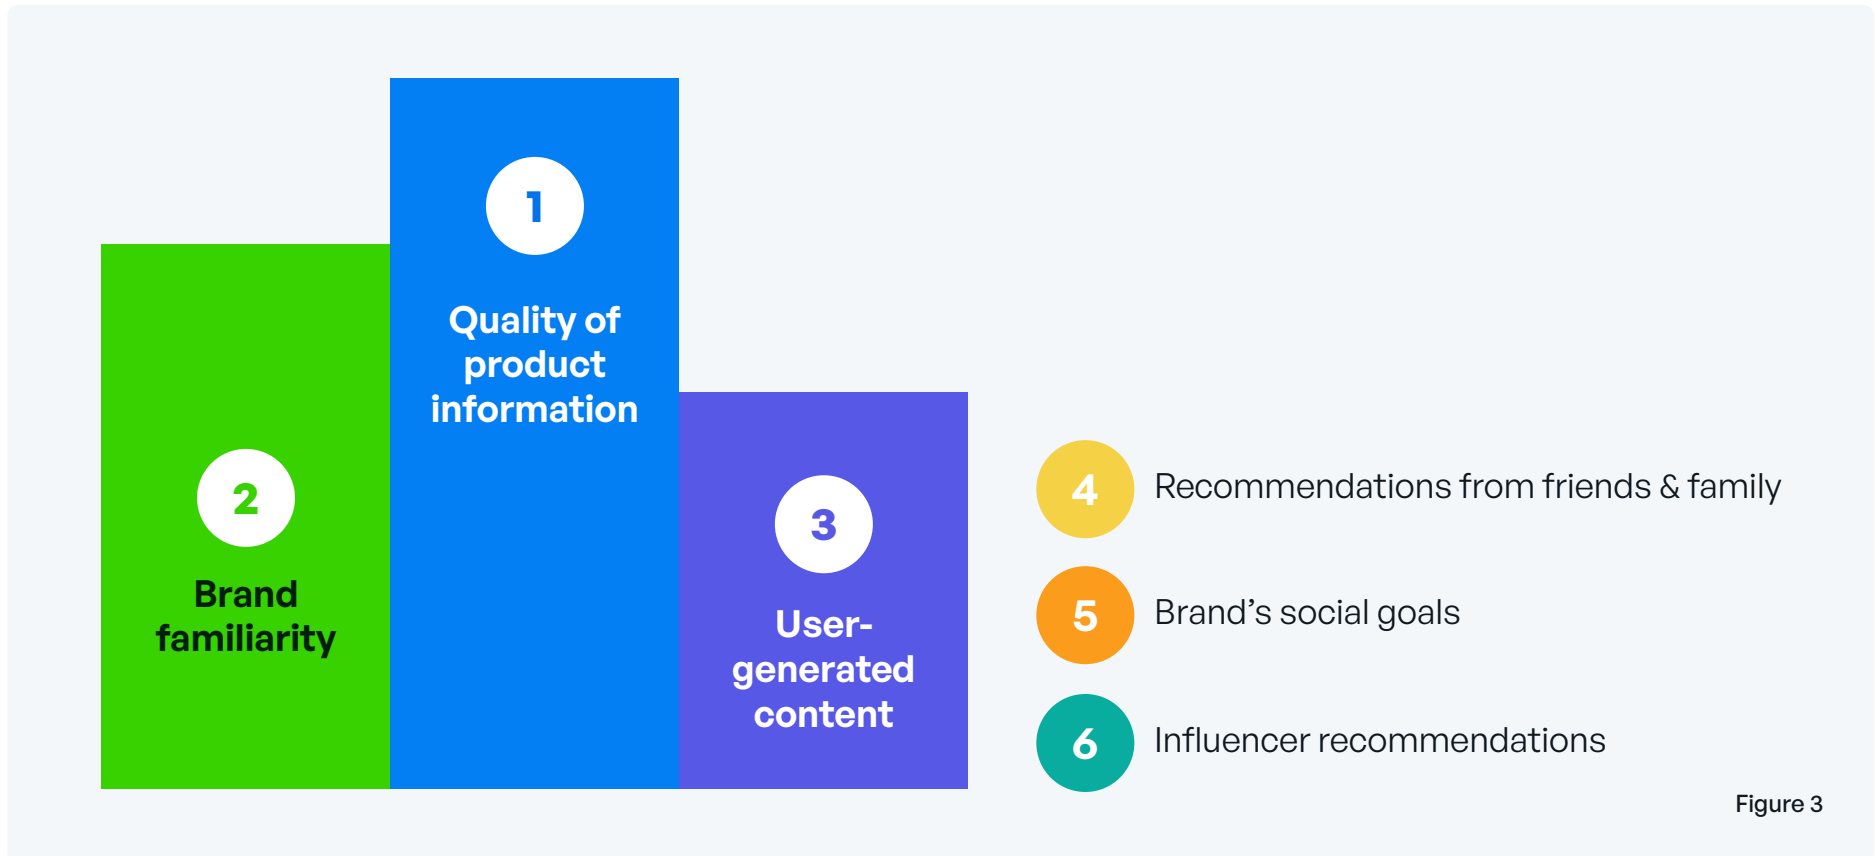 1
Quality of
product
information
2
Brand
familiarity
3
User-
generated
content
4 Recommendations from friends & family
5 Brand’s social goals
6 Influencer recommendations
Figure 3